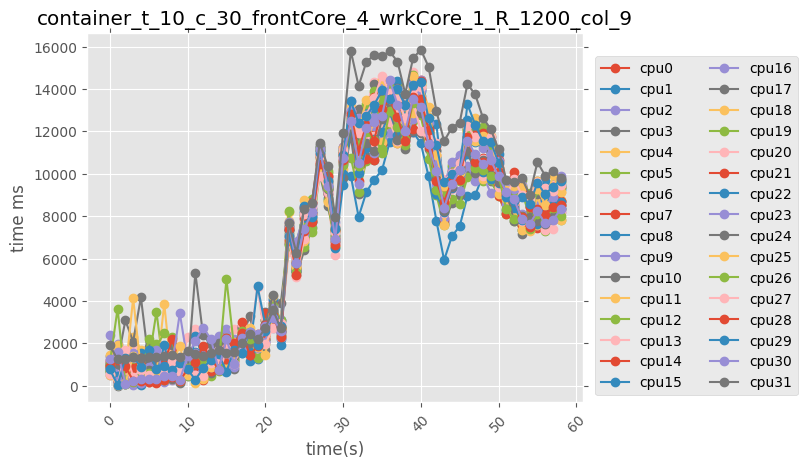 container_t_10_c_30_frontCore_4_wrkCore_1_R_1200_col_9
time ms
16000
14000
12000
10000
8000
6000
4000
2000
0
0
10
20
30
40
50
60
time(s)
cpu0
cpu1
cpu2
cpu3
cpu4
cpu5
cpu6
cpu7
cpu8
cpu9
cpu10
cpu11
cpu12
cpu13
cpu14
cpu15
cpu16
cpu17
cpu18
cpu19
cpu20
cpu21
cpu22
cpu23
cpu24
cpu25
cpu26
cpu27
cpu28
cpu29
cpu30
cpu31